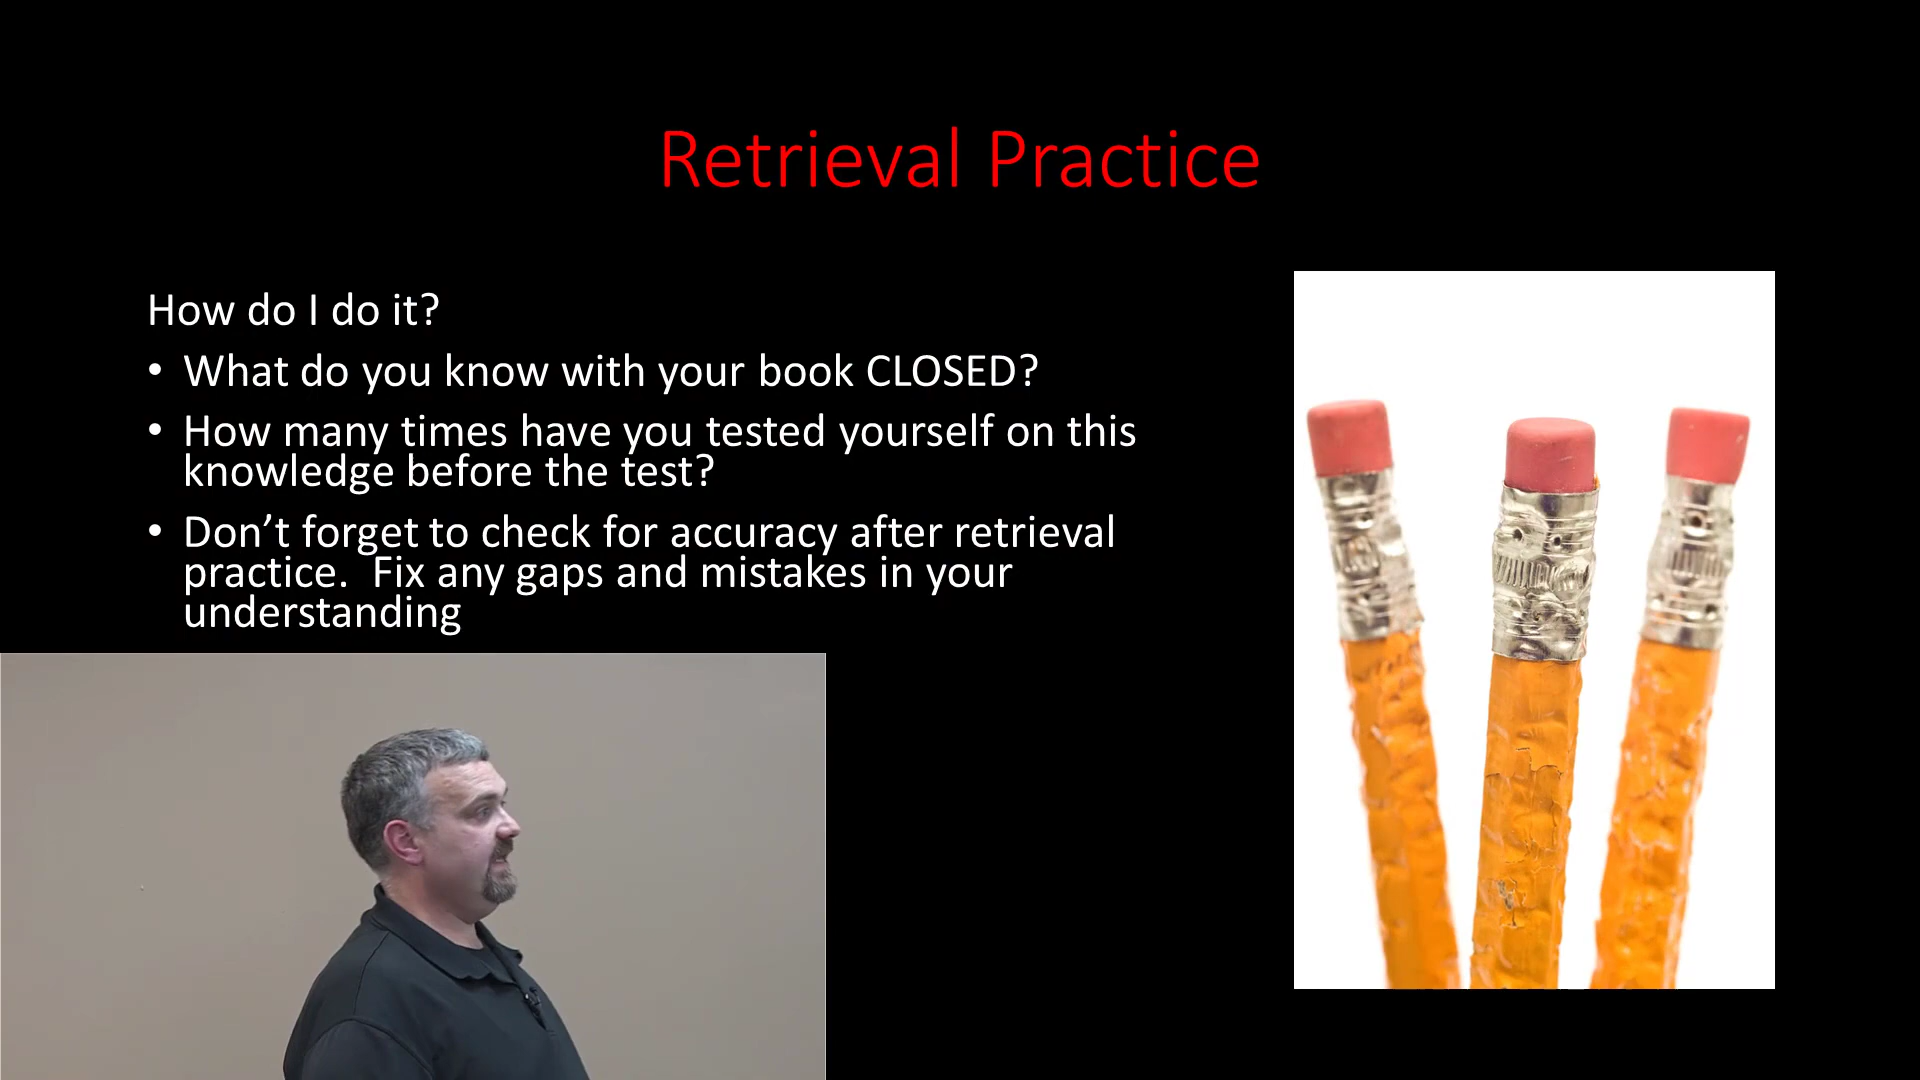 Retrieval Practice
How do I do it?
• What do you know with your book CLOSED?
• How many times have you tested yourself on this
knowledge before the test?
• Don’t forget to check for accuracy after retrieval
practice.  Fix any gaps and mistakes in your
understanding